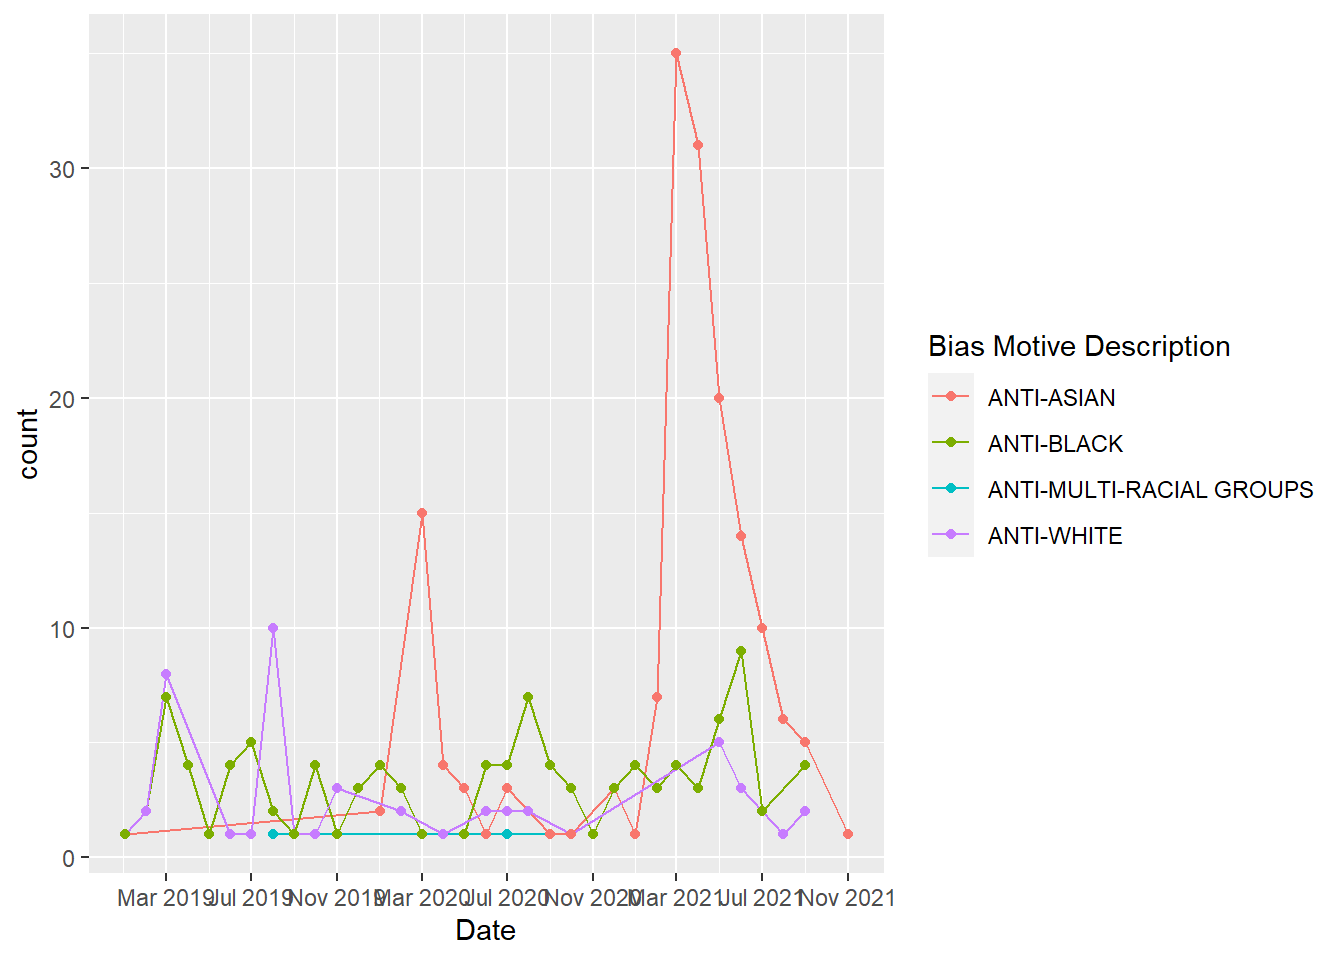 30
20
10
0
count
Mar 2019 Jul 2019 Nov 2019 Mar 2020 Jul 2020 Nov 2020 Mar 2021 Jul 2021 Nov 2021
Date
Bias Motive Description
ANTI-ASIAN
ANTI-BLACK
ANTI-MULTI-RACIAL GROUPS
ANTI-WHITE